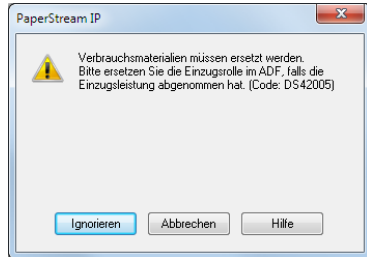 PaperStream IP
Verbrauchsmaterialien müssen ersetzt werden.
Bitte ersetzen Sie die Einzugsrolle im ADF, falls die
Einzugsleistung abgenommen hat. (Code: DS42005)
Ignorieren Abbrechen Hilfe